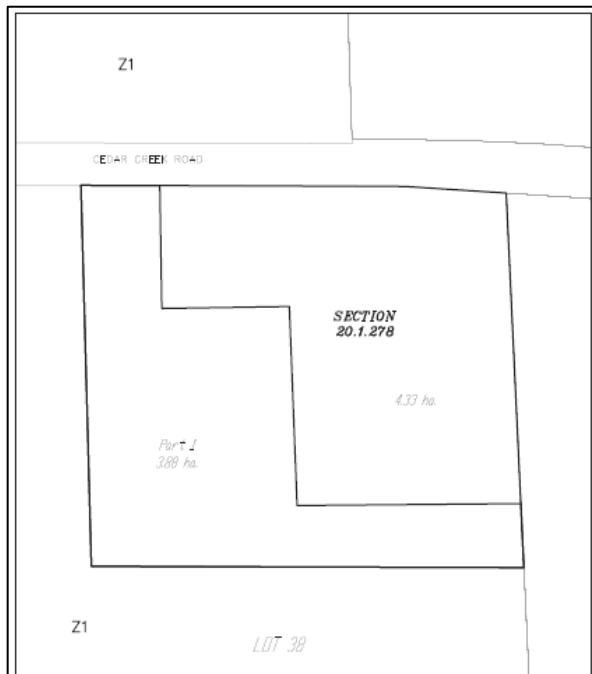 Z1
CEDAR CREEK ROAD
SECTION
20.1.278
4.33 ha.
Part 1
3.88 ha.
Z1
LOT 38